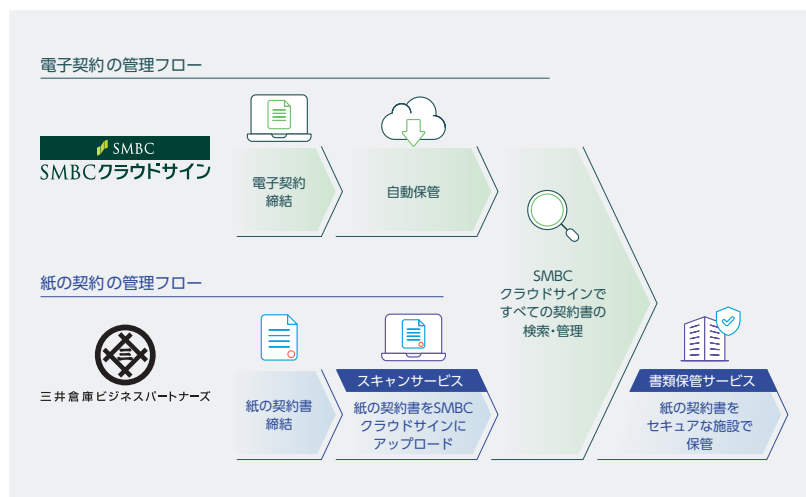 電子契約の管理フロー
SMBC
SMBCクラウドサイン
電子契約
締結
自動保管
SMBC
クラウドサインで
すべての契約書の
検索・管理
紙の契約の管理フロー
三
三井倉庫ビジネスパートナーズ
紙の契約書
締結
スキャンサービス
紙の契約書をSMBC
クラウドサインに
アップロード
書類保管サービス
紙の契約書を
セキュアな施設で
保管